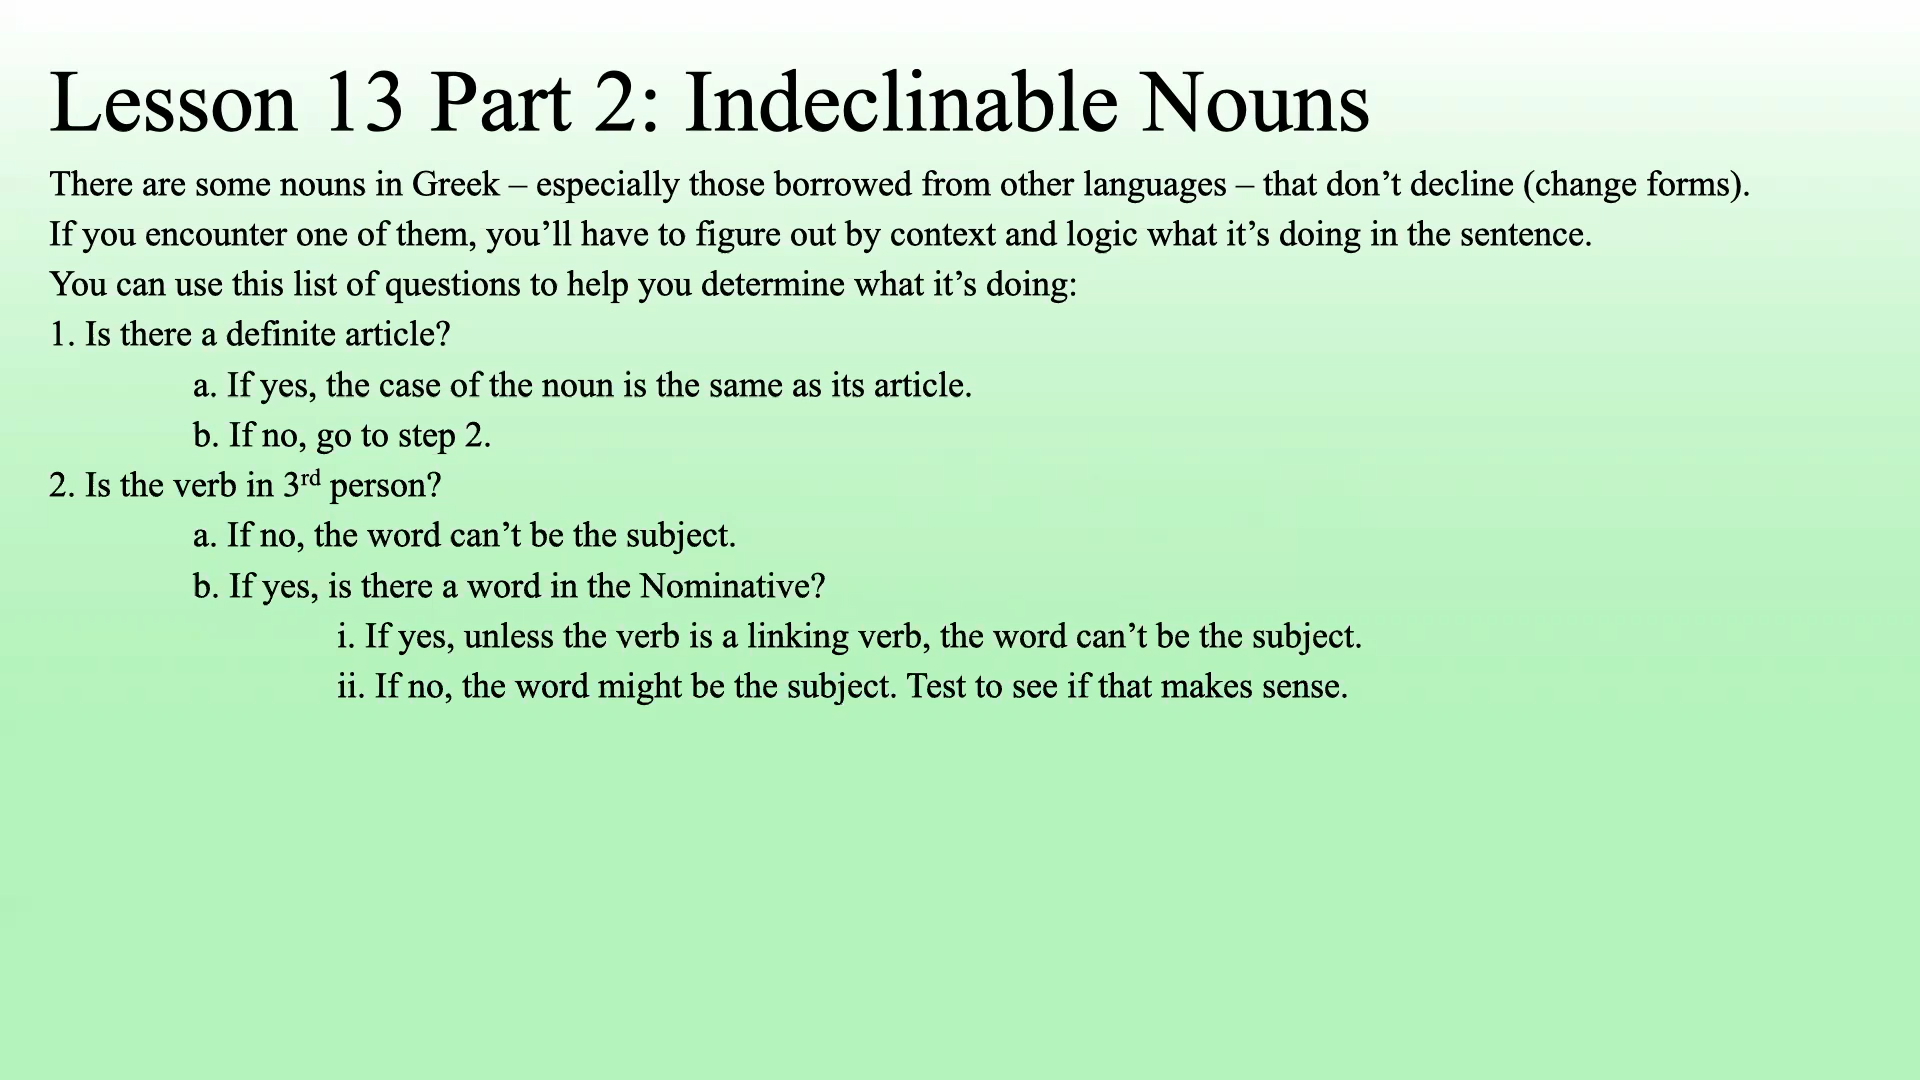 Lesson 13 Part 2: Indeclinable Nouns
There are some nouns in Greek – especially those borrowed from other languages – that don’t decline (change forms).
If you encounter one of them, you’ll have to figure out by context and logic what it’s doing in the sentence.
You can use this list of questions to help you determine what it’s doing:
1. Is there a definite article?
a. If yes, the case of the noun is the same as its article.
b. If no, go to step 2.
2. Is the verb in 3rd person?
a. If no, the word can’t be the subject.
b. If yes, is there a word in the Nominative?
i. If yes, unless the verb is a linking verb, the word can’t be the subject.
ii. If no, the word might be the subject. Test to see if that makes sense.